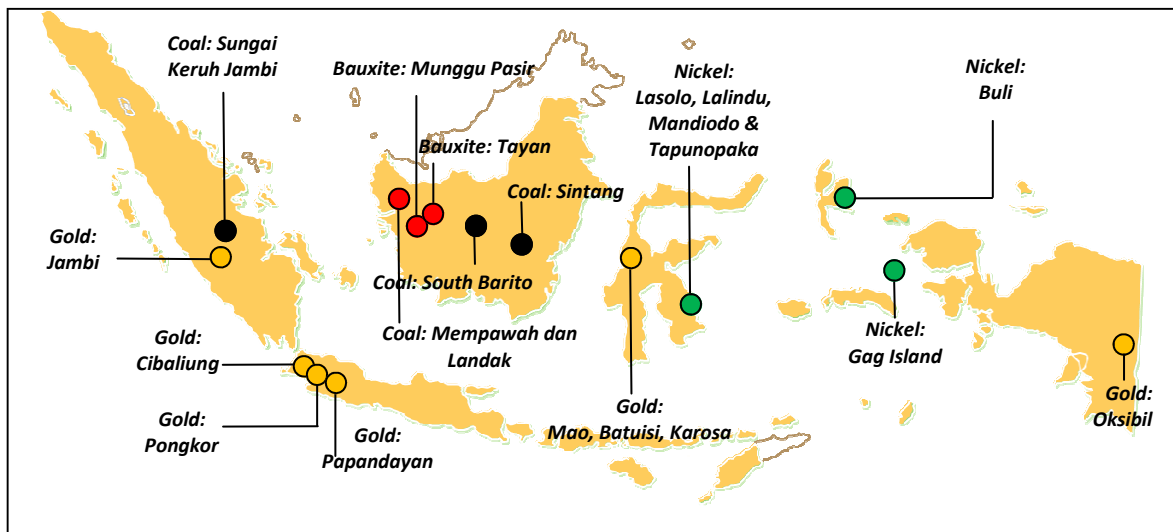 Coal: Sungai
Keruh Jambi
Bauxite: Munggu Pasir
Nickel:
Lasolo, Lalindu,
Mandiodo &
Tapunopaka
Nickel:
Buli
Bauxite: Tayan
Coal: Sintang
Gold:
Jambi
Coal: South Barito
Coal: Mempawah dan
Landak
Nickel:
Gag Island
Gold:
Cibaliung
Gold:
Pongkor
Gold:
Papandayan
Gold:
Mao, Batuisi, Karosa
Gold:
Oksibil